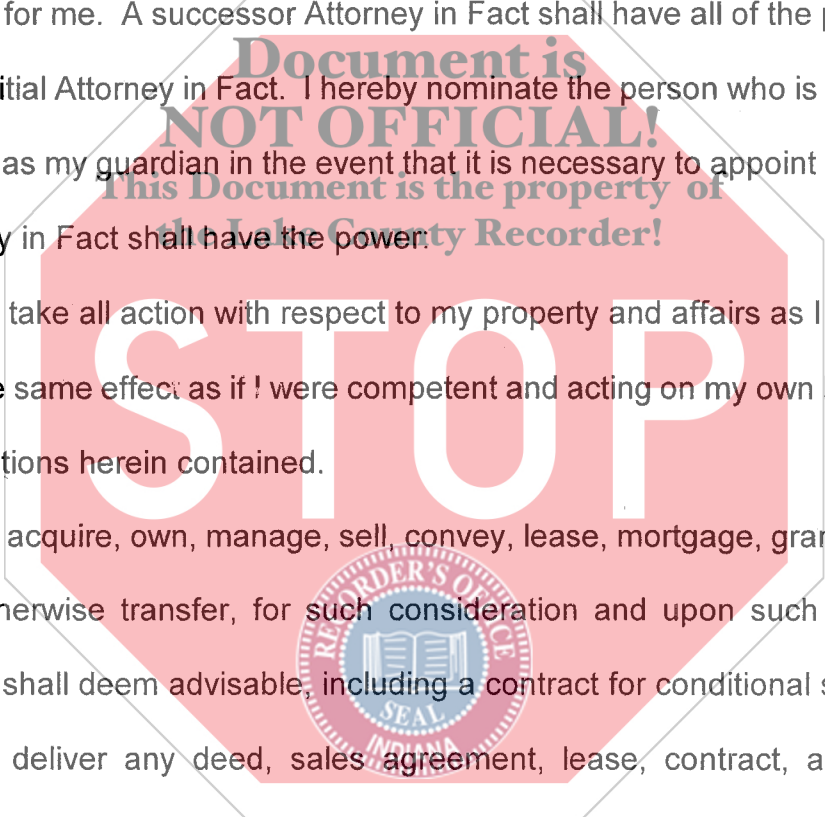 for me. A successor Attorney in Fact shall have all of the
Document is
itial Attorney in Fact. I hereby nominate the person who is
NOT OFFICIAL!
as my guardian in the event that it is necessary to appoint
This Document is the property of
y in Fact shall have the power:
the Lake County Recorder!
take all action with respect to my property and affairs as I
STOP
same effect as if I were competent and acting on my own
tions herein contained.
acquire, own, manage, sell, convey, lease, mortgage, gra
RECORDER'S OFFICE
herwise transfer, for such consideration and upon such
shall deem advisable, including a contract for conditional
SEAL
INDIANA
deliver any deed, sales agreement, lease, contract, a